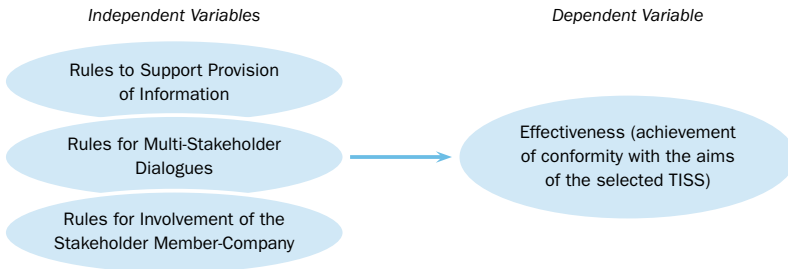 Independent Variables
Dependent Variable
Rules to Support Provision
of Information
Rules for Multi-Stakeholder
Dialogues
Rules for Involvement of the
Stakeholder Member-Company
Effectiveness (achievement
of conformity with the aims
of the selected TISS)